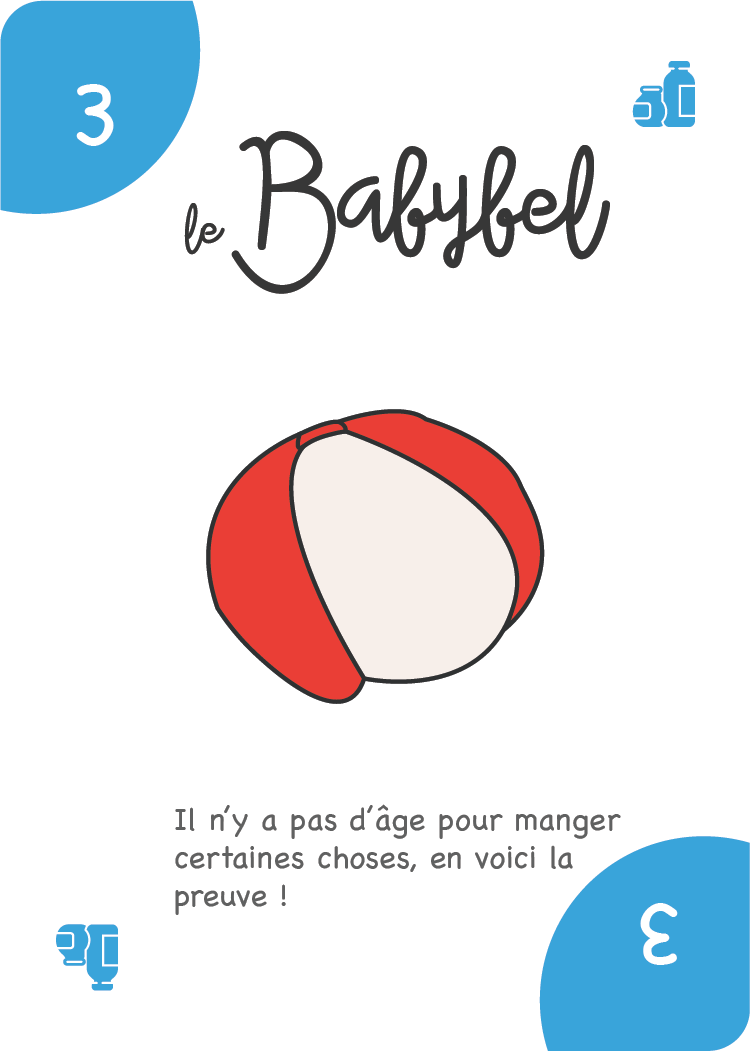 3
le Babybel
Il n'y a pas d'âge pour manger
certaines choses, en voici la
preuve !
3